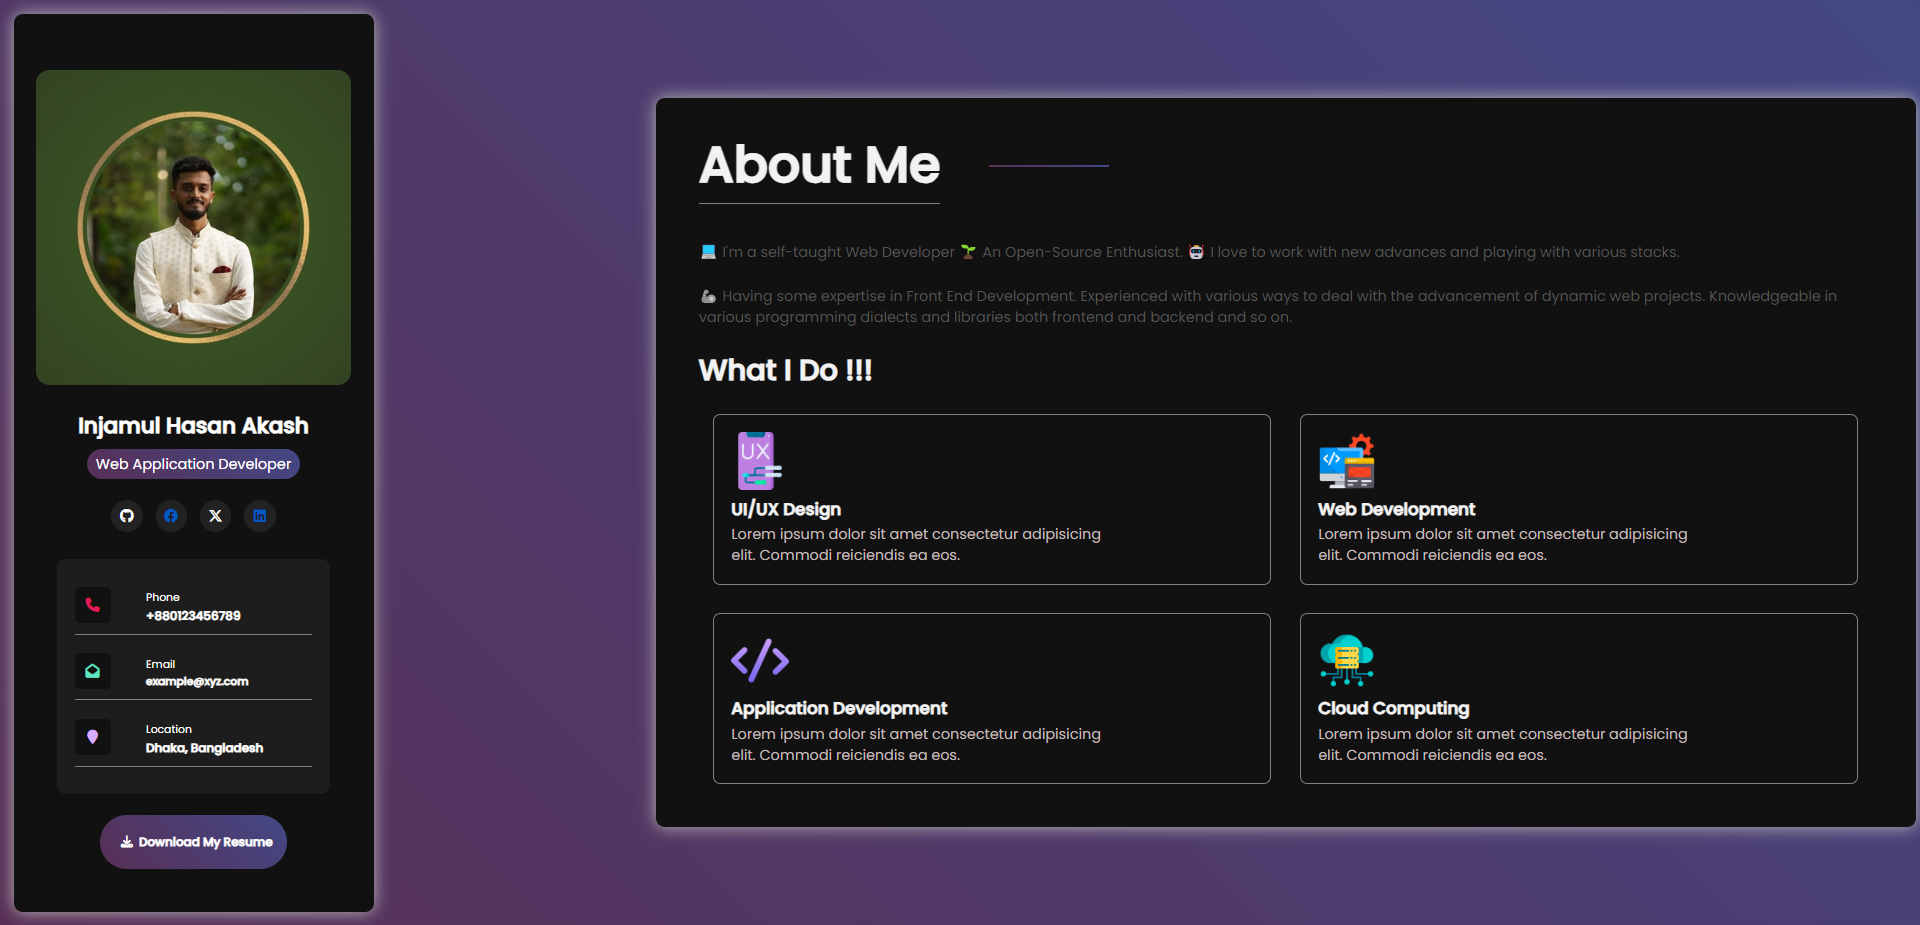 Injamul Hasan Akash
Web Application Developer
Phone
+880123456789
Email
example@xyz.com
Location
Dhaka, Bangladesh
Download My Resume
About Me
💻 I'm a self-taught Web Developer 🌱 An Open-Source Enthusiast. 🤖 I love to work with new advances and playing with various stacks.
🦾 Having some expertise in Front End Development. Experienced with various ways to deal with the advancement of dynamic web projects. Knowledgeable in
various programming dialects and libraries both frontend and backend and so on.
What I Do !!!
UX
UI/UX Design
Lorem ipsum dolor sit amet consectetur adipisicing
elit. Commodi reiciendis ea eos.
</>
Web Development
Lorem ipsum dolor sit amet consectetur adipisicing
elit. Commodi reiciendis ea eos.
</>
Application Development
Lorem ipsum dolor sit amet consectetur adipisicing
elit. Commodi reiciendis ea eos.
Cloud Computing
Lorem ipsum dolor sit amet consectetur adipisicing
elit. Commodi reiciendis ea eos.